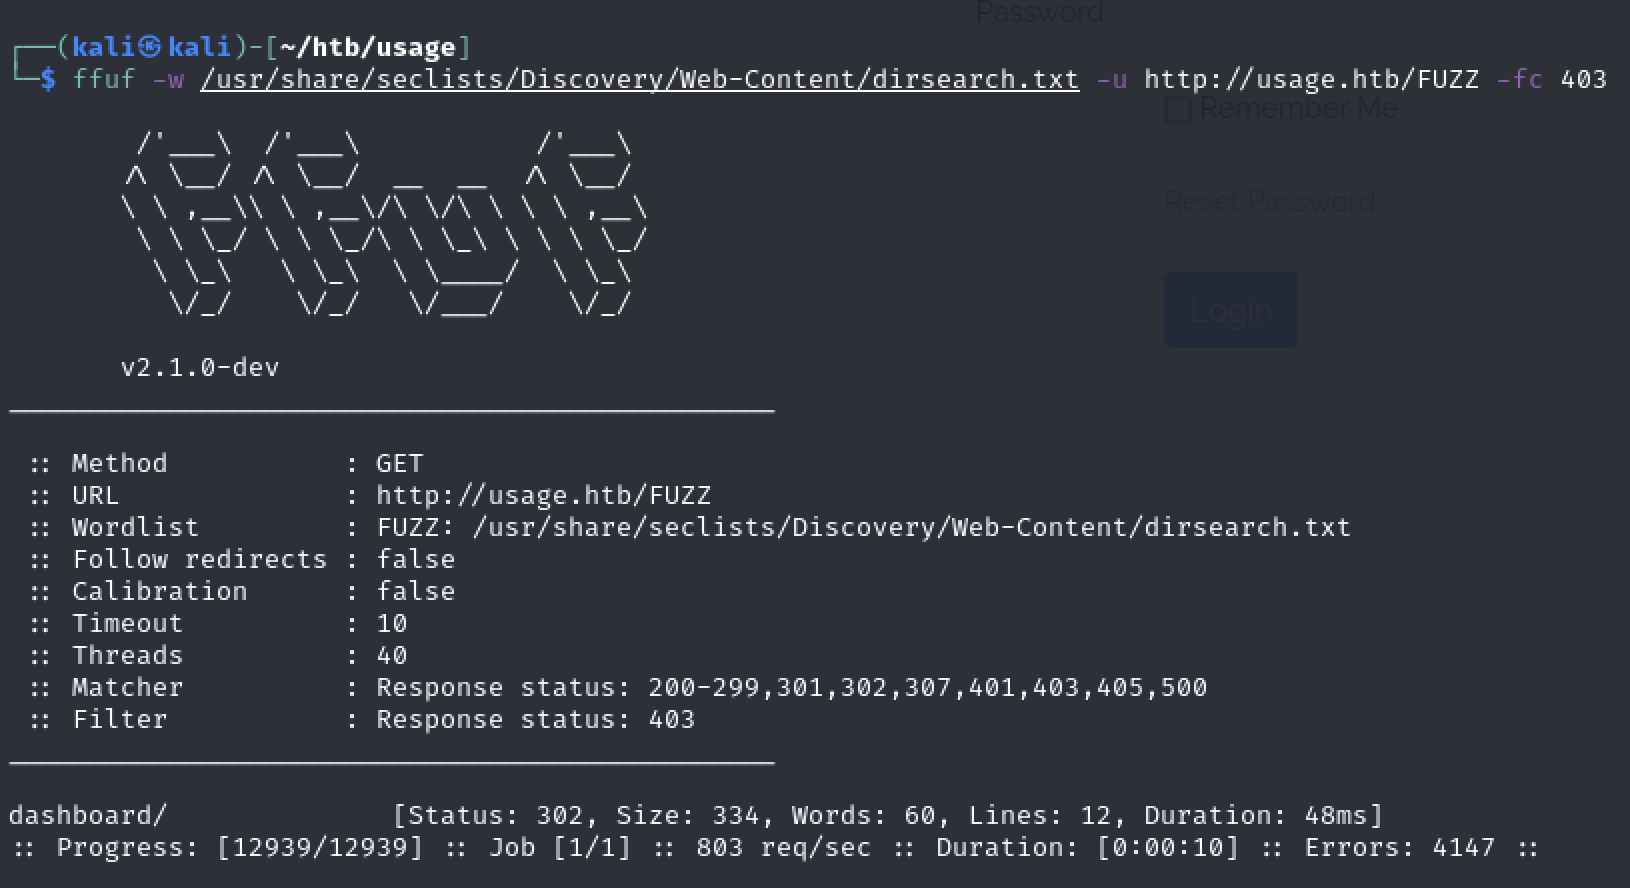 Password
┌──(kali㉿kali)-[~/htb/usage]
└─$ ffuf -w /usr/share/seclists/Discovery/Web-Content/dirsearch.txt -u http://usage.htb/FUZZ -fc 403
Remember Me
Reset Password
Login
v2.1.0-dev
:: Method : GET
:: URL : http://usage.htb/FUZZ
:: Wordlist : FUZZ: /usr/share/seclists/Discovery/Web-Content/dirsearch.txt
:: Follow redirects : false
:: Calibration : false
:: Timeout : 10
:: Threads : 40
:: Matcher : Response status: 200-299,301,302,307,401,403,405,500
:: Filter : Response status: 403
dashboard/ [Status: 302, Size: 334, Words: 60, Lines: 12, Duration: 48ms]
:: Progress: [12939/12939] :: Job [1/1] :: 803 req/sec :: Duration: [0:00:10] :: Errors: 4147 ::